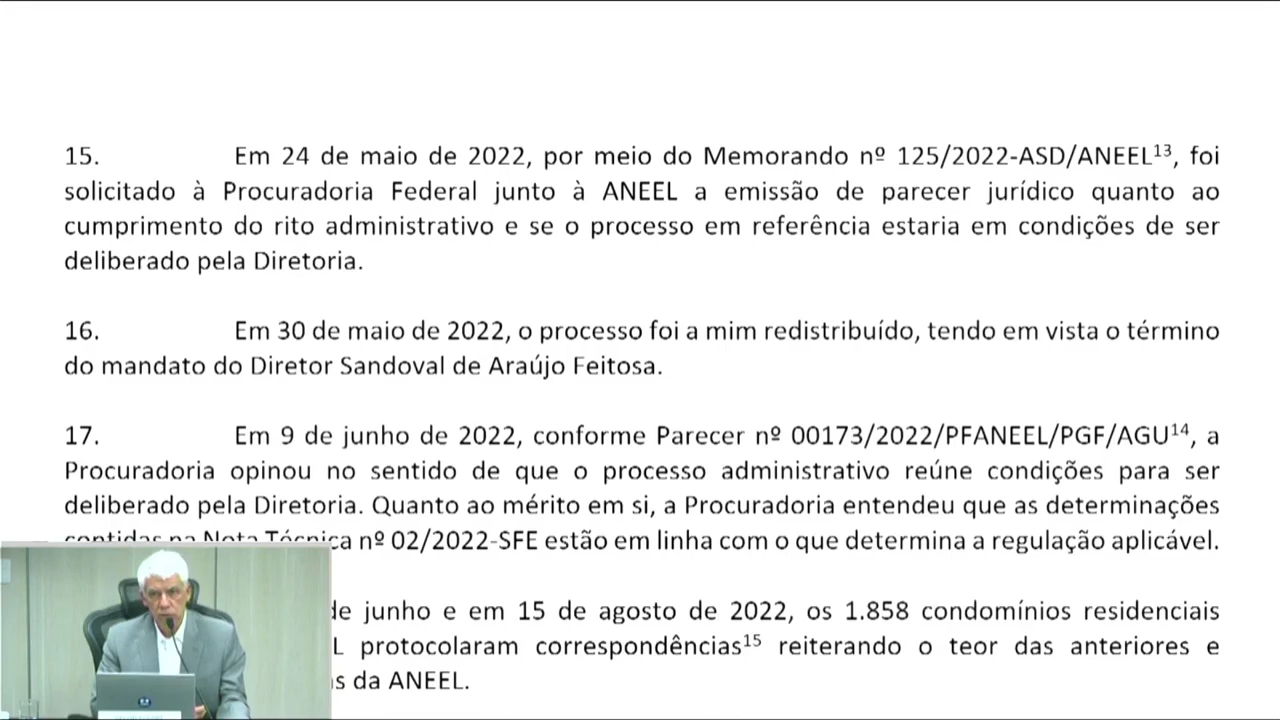 15. Em 24 de maio de 2022, por meio do Memorando nº 125/2022-ASD/ANEEL¹³, foi
solicitado à Procuradoria Federal junto à ANEEL a emissão de parecer jurídico quanto ao
cumprimento do rito administrativo e se o processo em referência estaria em condições de ser
deliberado pela Diretoria.
16. Em 30 de maio de 2022, o processo foi a mim redistribuído, tendo em vista o término
do mandato do Diretor Sandoval de Araújo Feitosa.
17. Em 9 de junho de 2022, conforme Parecer nº 00173/2022/PFANEEL/PGF/AGU¹⁴, a
Procuradoria opinou no sentido de que o processo administrativo reúne condições para ser
deliberado pela Diretoria. Quanto ao mérito em si, a Procuradoria entendeu que as determinações
contidas na Nota Técnica nº 02/2022-SFE estão em linha com o que determina a regulação aplicável.
de junho e em 15 de agosto de 2022, os 1.858 condomínios residenciais
L protocolaram correspondências¹⁵ reiterando o teor das anteriores e
s da ANEEL.